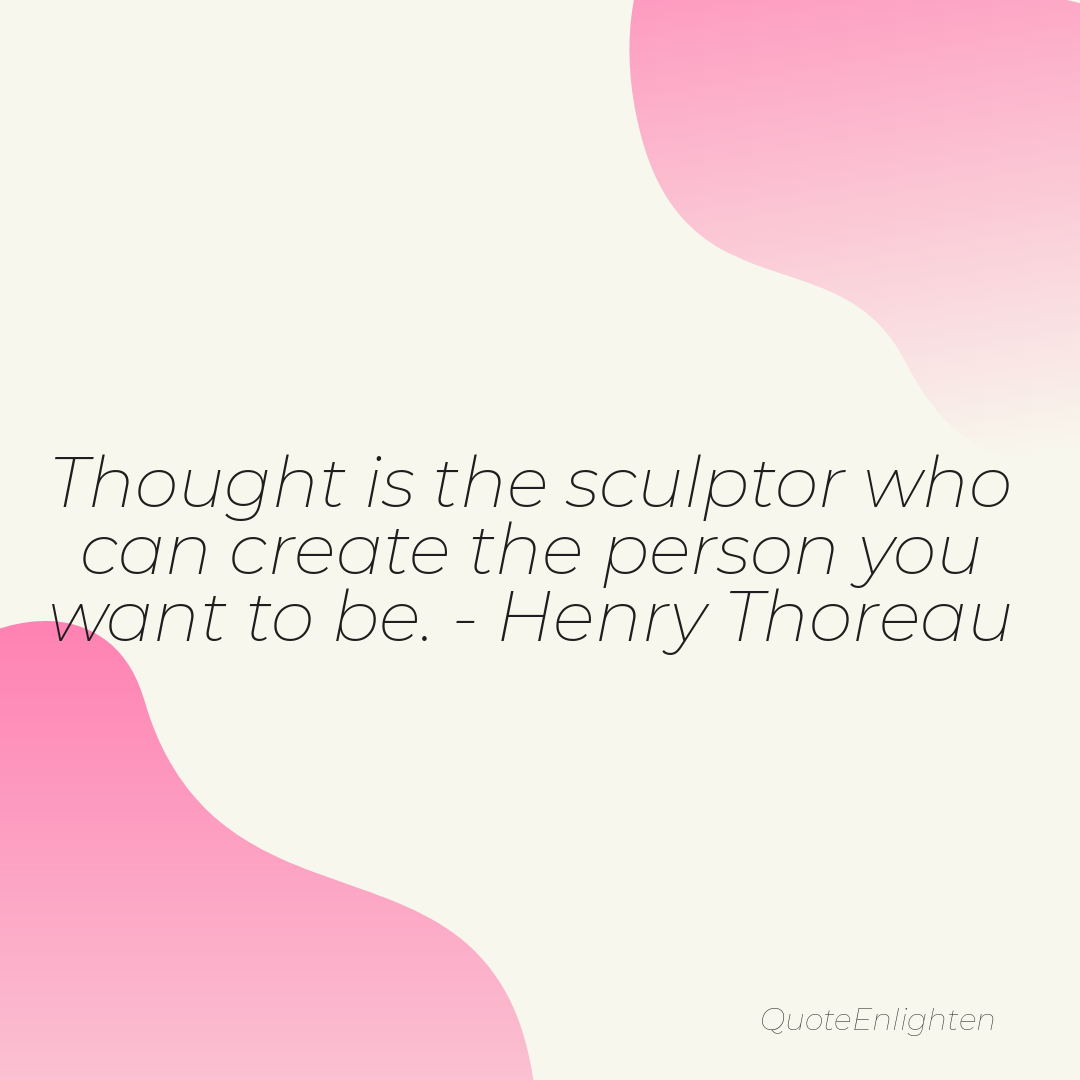 Thought is the sculptor who
can create the person you
want to be. - Henry Thoreau
QuoteEnlighten